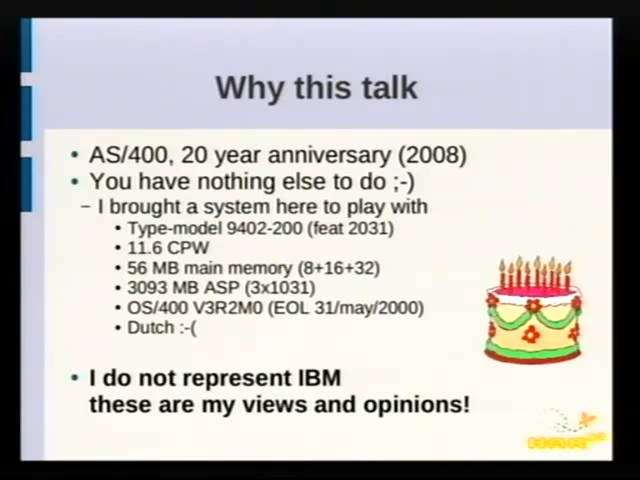 Why this talk
• AS/400, 20 year anniversary (2008)
• You have nothing else to do ;-)
– I brought a system here to play with
• Type-model 9402-200 (feat 2031)
• 11.6 CPW
• 56 MB main memory (8+16+32)
• 3093 MB ASP (3x1031)
• OS/400 V3R2M0 (EOL 31/may/2000)
• Dutch :-(
• I do not represent IBM
these are my views and opinions!